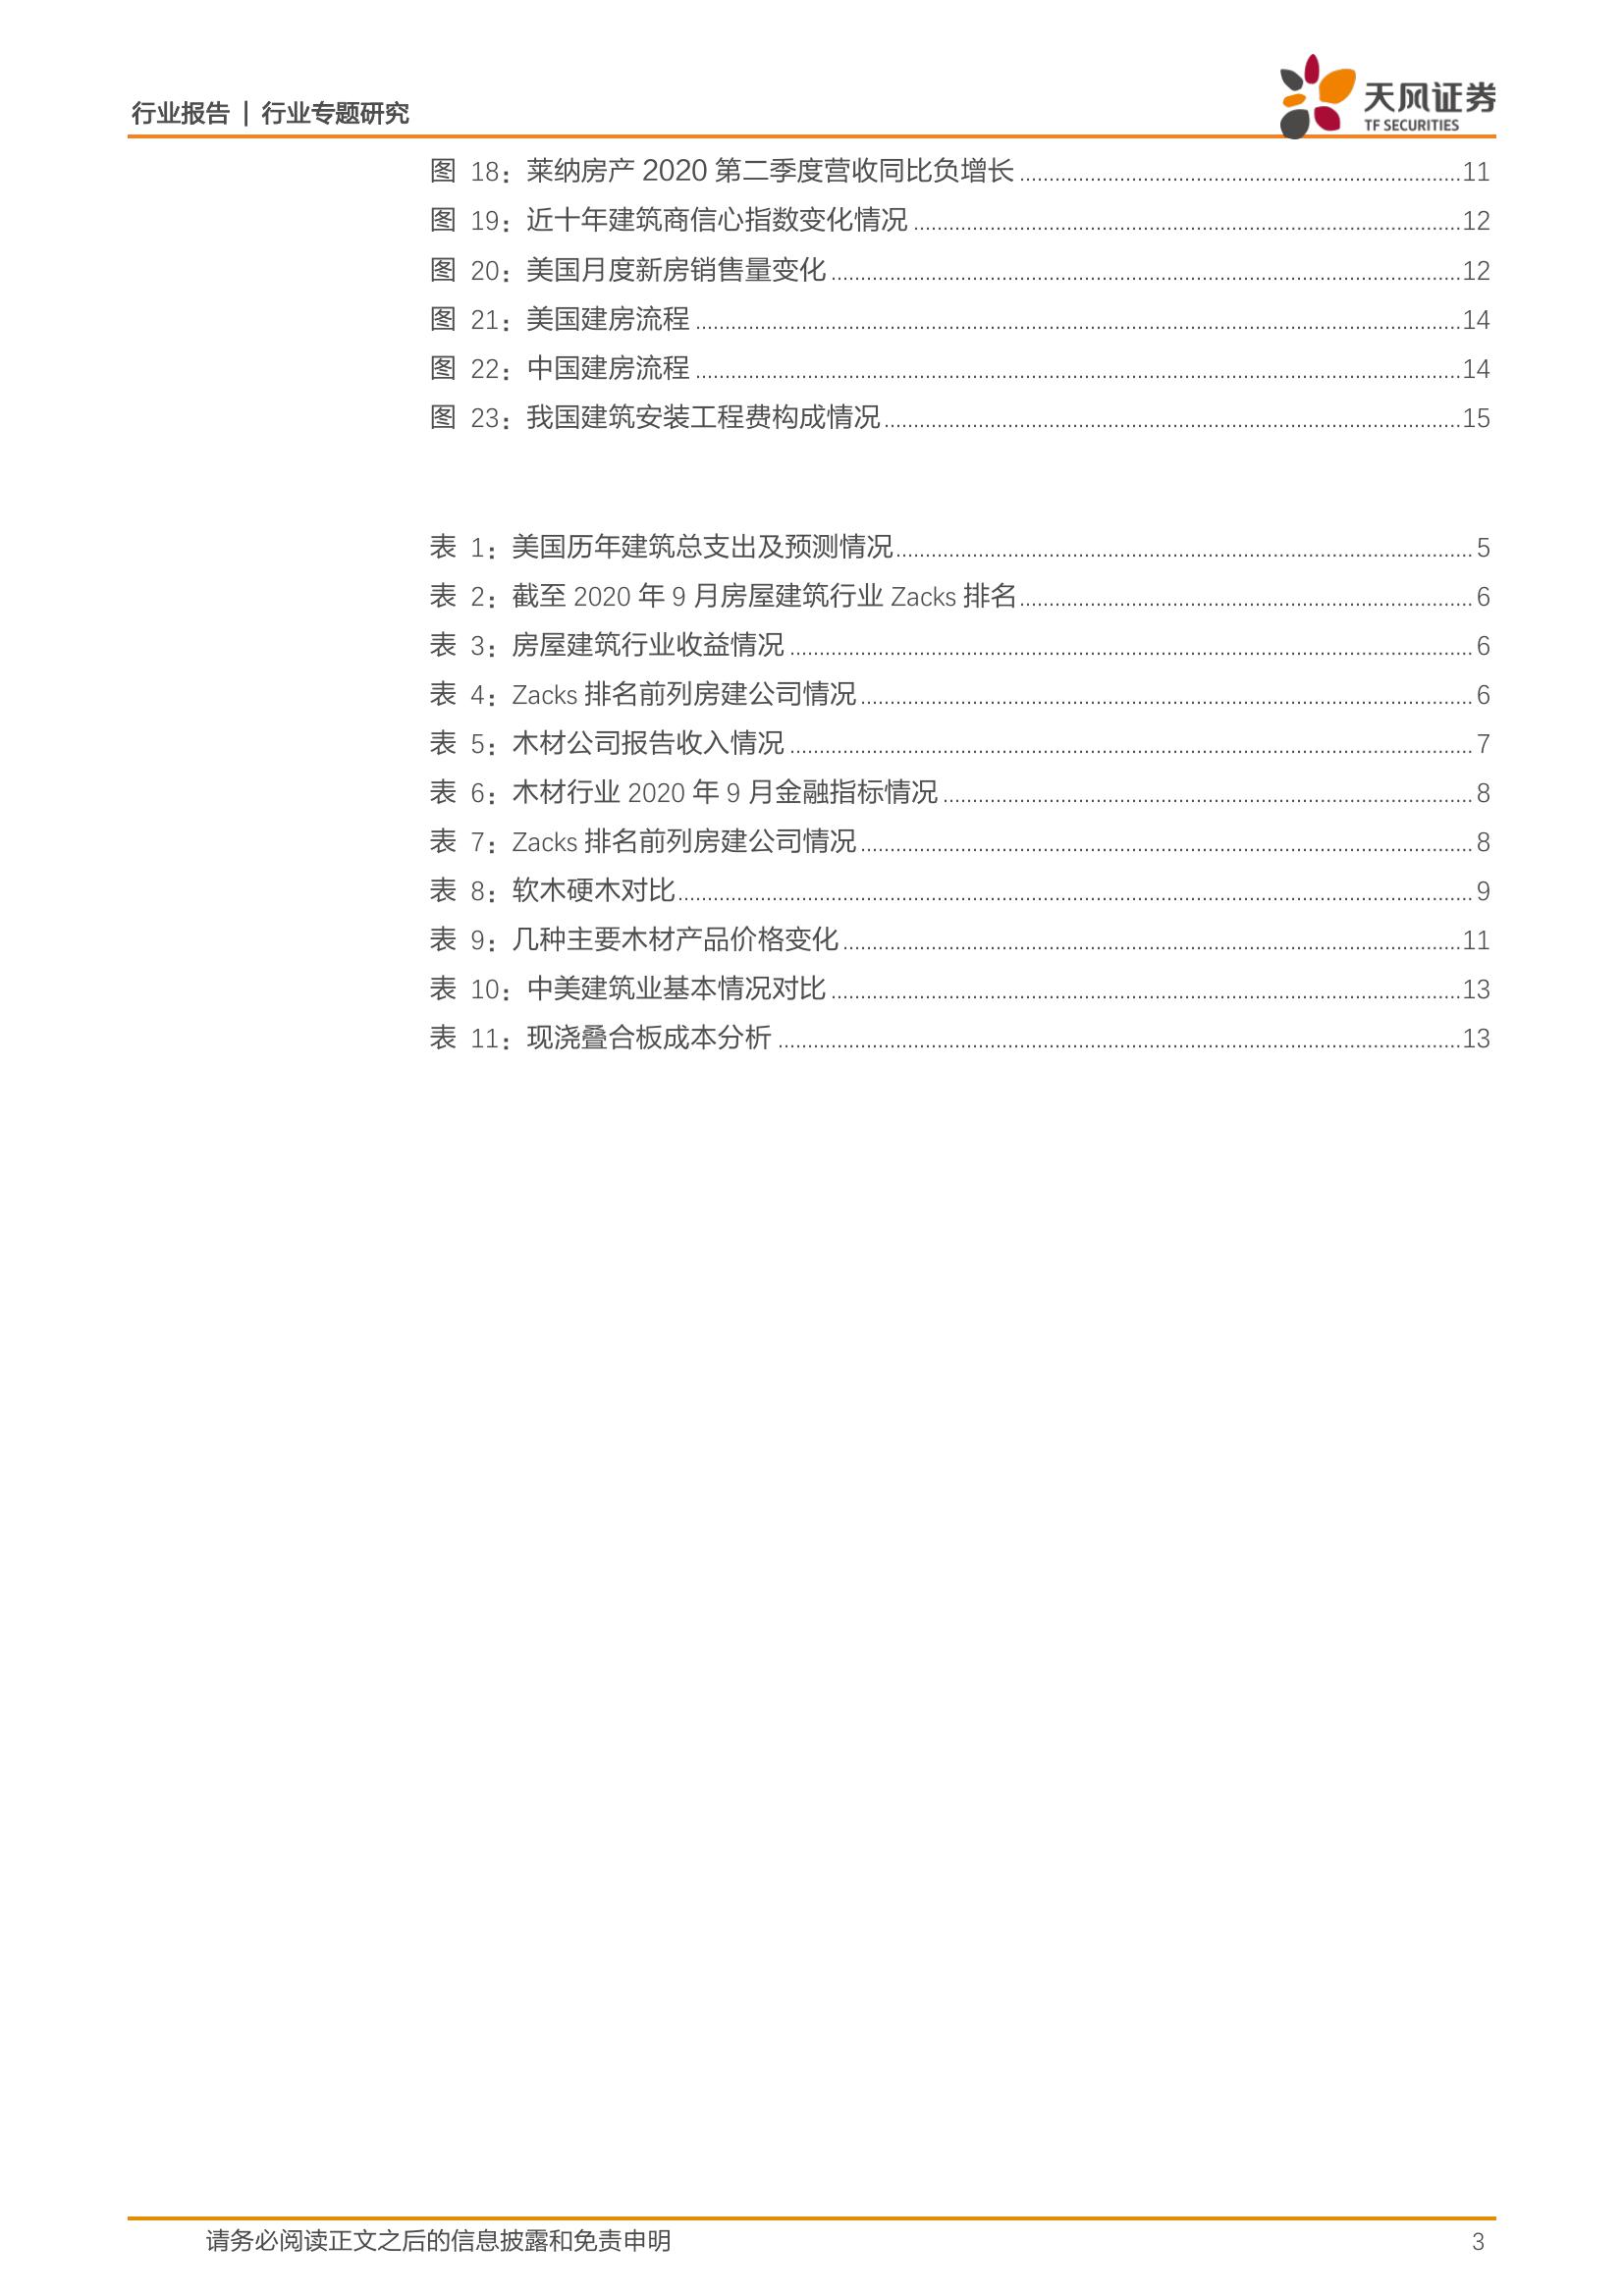 行业报告 | 行业专题研究
天风证券
TF SECURITIES
图 18：莱纳房产 2020 第二季度营收同比负增长 11
图 19：近十年建筑商信心指数变化情况 12
图 20：美国月度新房销售量变化 12
图 21：美国建房流程 14
图 22：中国建房流程 14
图 23：我国建筑安装工程费构成情况 15
表 1：美国历年建筑总支出及预测情况 5
表 2：截至 2020 年 9 月房屋建筑行业 Zacks 排名 6
表 3：房屋建筑行业收益情况 6
表 4：Zacks 排名前列房建公司情况 6
表 5：木材公司报告收入情况 7
表 6：木材行业 2020 年 9 月金融指标情况 8
表 7：Zacks 排名前列房建公司情况 8
表 8：软木硬木对比 9
表 9：几种主要木材产品价格变化 11
表 10：中美建筑业基本情况对比 13
表 11：现浇叠合板成本分析 13
请务必阅读正文之后的信息披露和免责申明 3